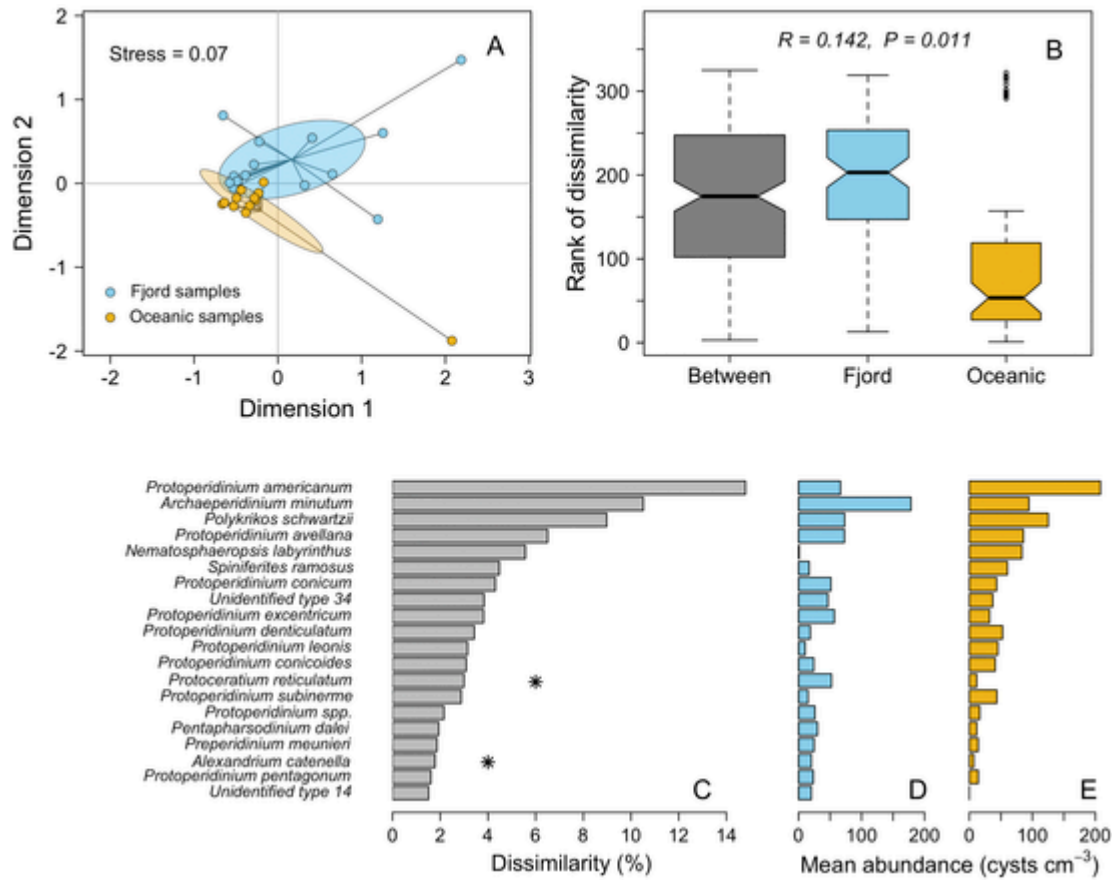 A
Stress = 0.07
2
1
0
-1
-2
Dimension 2
Fjord samples
Oceanic samples
-2 -1 0 1 2 3
Dimension 1
B
R = 0.142, P = 0.011
300
200
100
0
Rank of dissimilarity
Between Fjord Oceanic
Protoperidinium americanum
Archaeperidinium minutum
Polykrikos schwartzii
Protoperidinium avellana
Nematosphaeropsis labyrinthus
Spiniferites ramosus
Protoperidinium conicum
Unidentified type 34
Protoperidinium excentricum
Protoperidinium denticulatum
Protoperidinium leonis
Protoperidinium conicoides
Protoceratium reticulatum
Protoperidinium subinerme
Protoperidinium spp.
Pentapharsodinium dalei
Preperidinium meunieri
Alexandrium catenella
Protoperidinium pentagonum
Unidentified type 14
*
*
C D E
0 2 4 6 8 10 12 14
Dissimilarity (%)
0 100 200
0 100 200
Mean abundance (cysts cm⁻³)